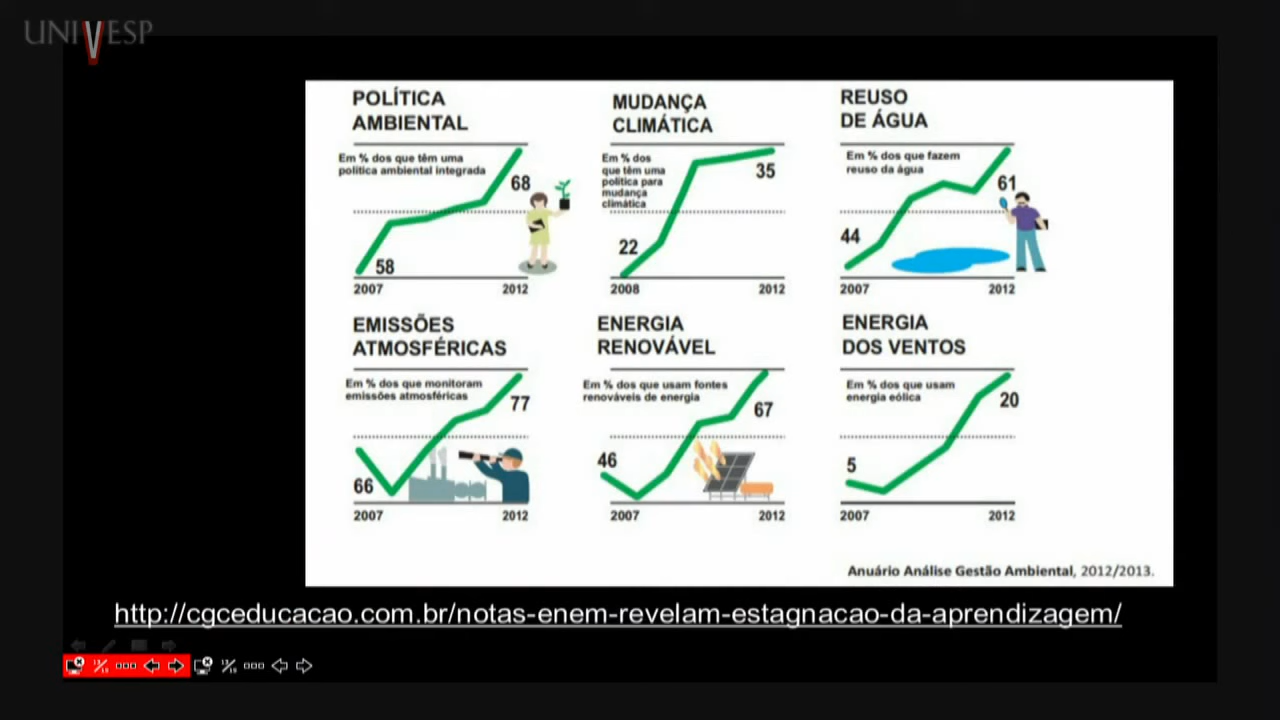 UNIVESP
POLÍTICA
AMBIENTAL
Em % dos que têm uma
política ambiental integrada
68
58
2007
2012
MUDANÇA
CLIMÁTICA
Em % dos
que têm uma
política para
mudança
climática
35
22
2008
2012
REUSO
DE ÁGUA
Em % dos que fazem
reuso da água
61
44
2007
2012
EMISSÕES
ATMOSFÉRICAS
Em % dos que monitoram
emissões atmosféricas
77
66
2007
2012
ENERGIA
RENOVÁVEL
Em % dos que usam fontes
renováveis de energia
67
46
2007
2012
ENERGIA
DOS VENTOS
Em % dos que usam
energia eólica
20
5
2007
2012
Anuário Análise Gestão Ambiental, 2012/2013.
http://cgceducacao.com.br/notas-enem-revelam-estagnacao-da-aprendizagem/